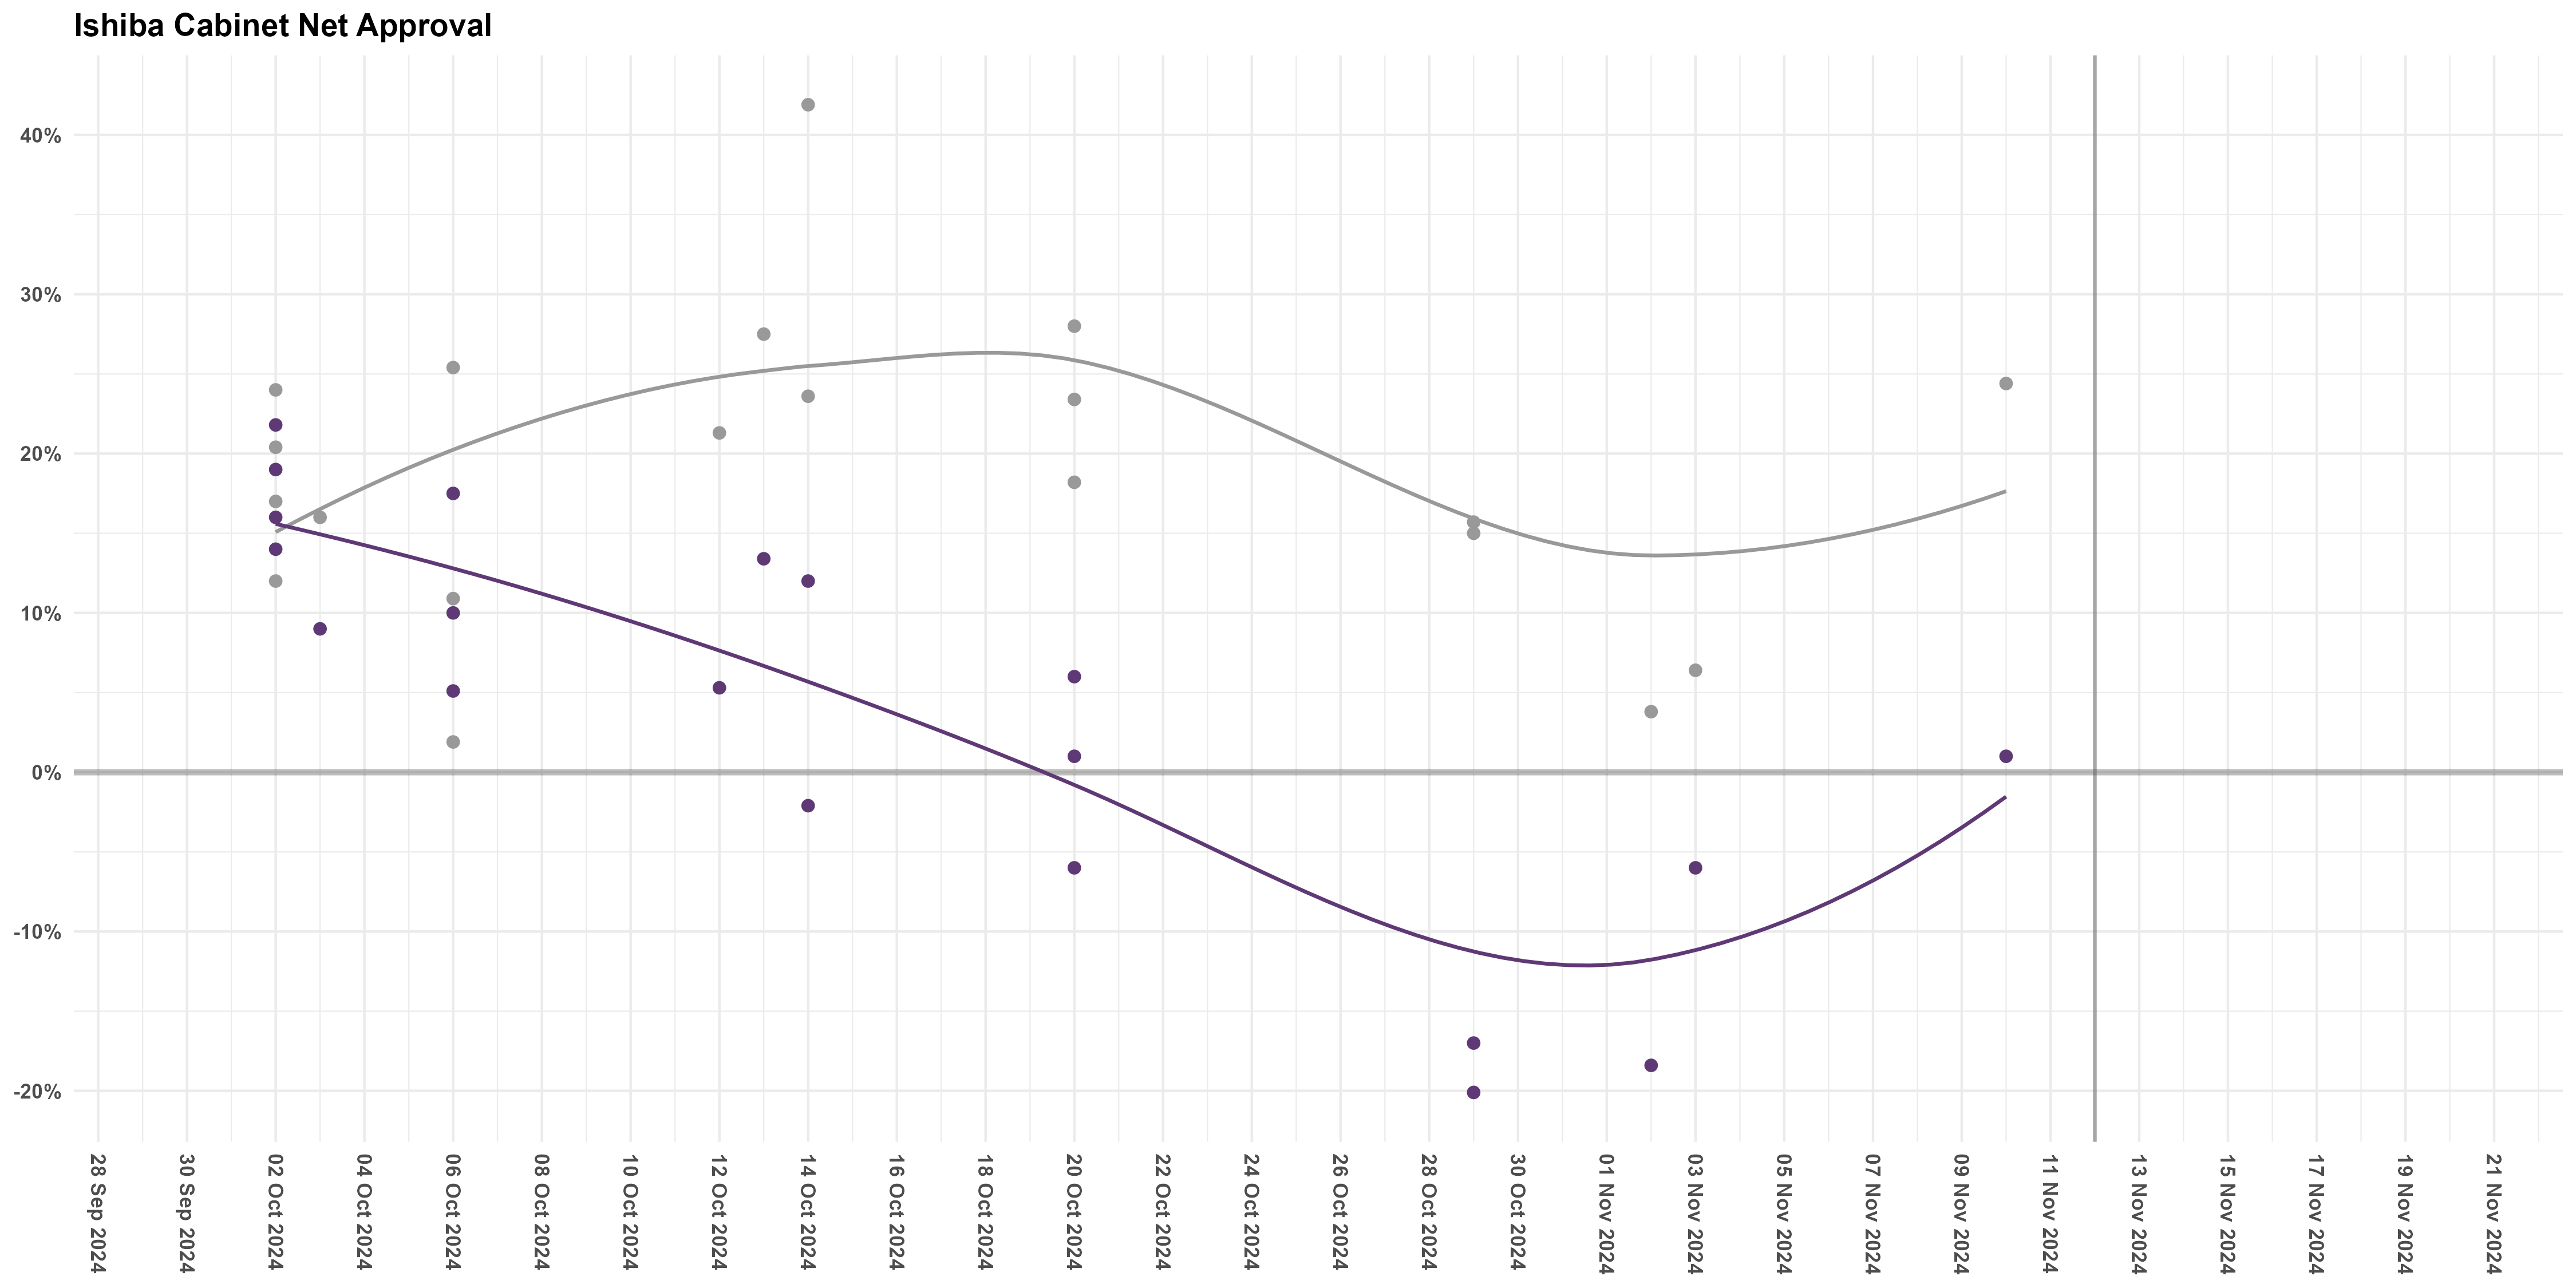 Ishiba Cabinet Net Approval
40%
30%
20%
10%
0%
-10%
-20%
28 Sep 2024
30 Sep 2024
02 Oct 2024
04 Oct 2024
06 Oct 2024
08 Oct 2024
10 Oct 2024
12 Oct 2024
14 Oct 2024
16 Oct 2024
18 Oct 2024
20 Oct 2024
22 Oct 2024
24 Oct 2024
26 Oct 2024
28 Oct 2024
30 Oct 2024
01 Nov 2024
03 Nov 2024
05 Nov 2024
07 Nov 2024
09 Nov 2024
11 Nov 2024
13 Nov 2024
15 Nov 2024
17 Nov 2024
19 Nov 2024
21 Nov 2024